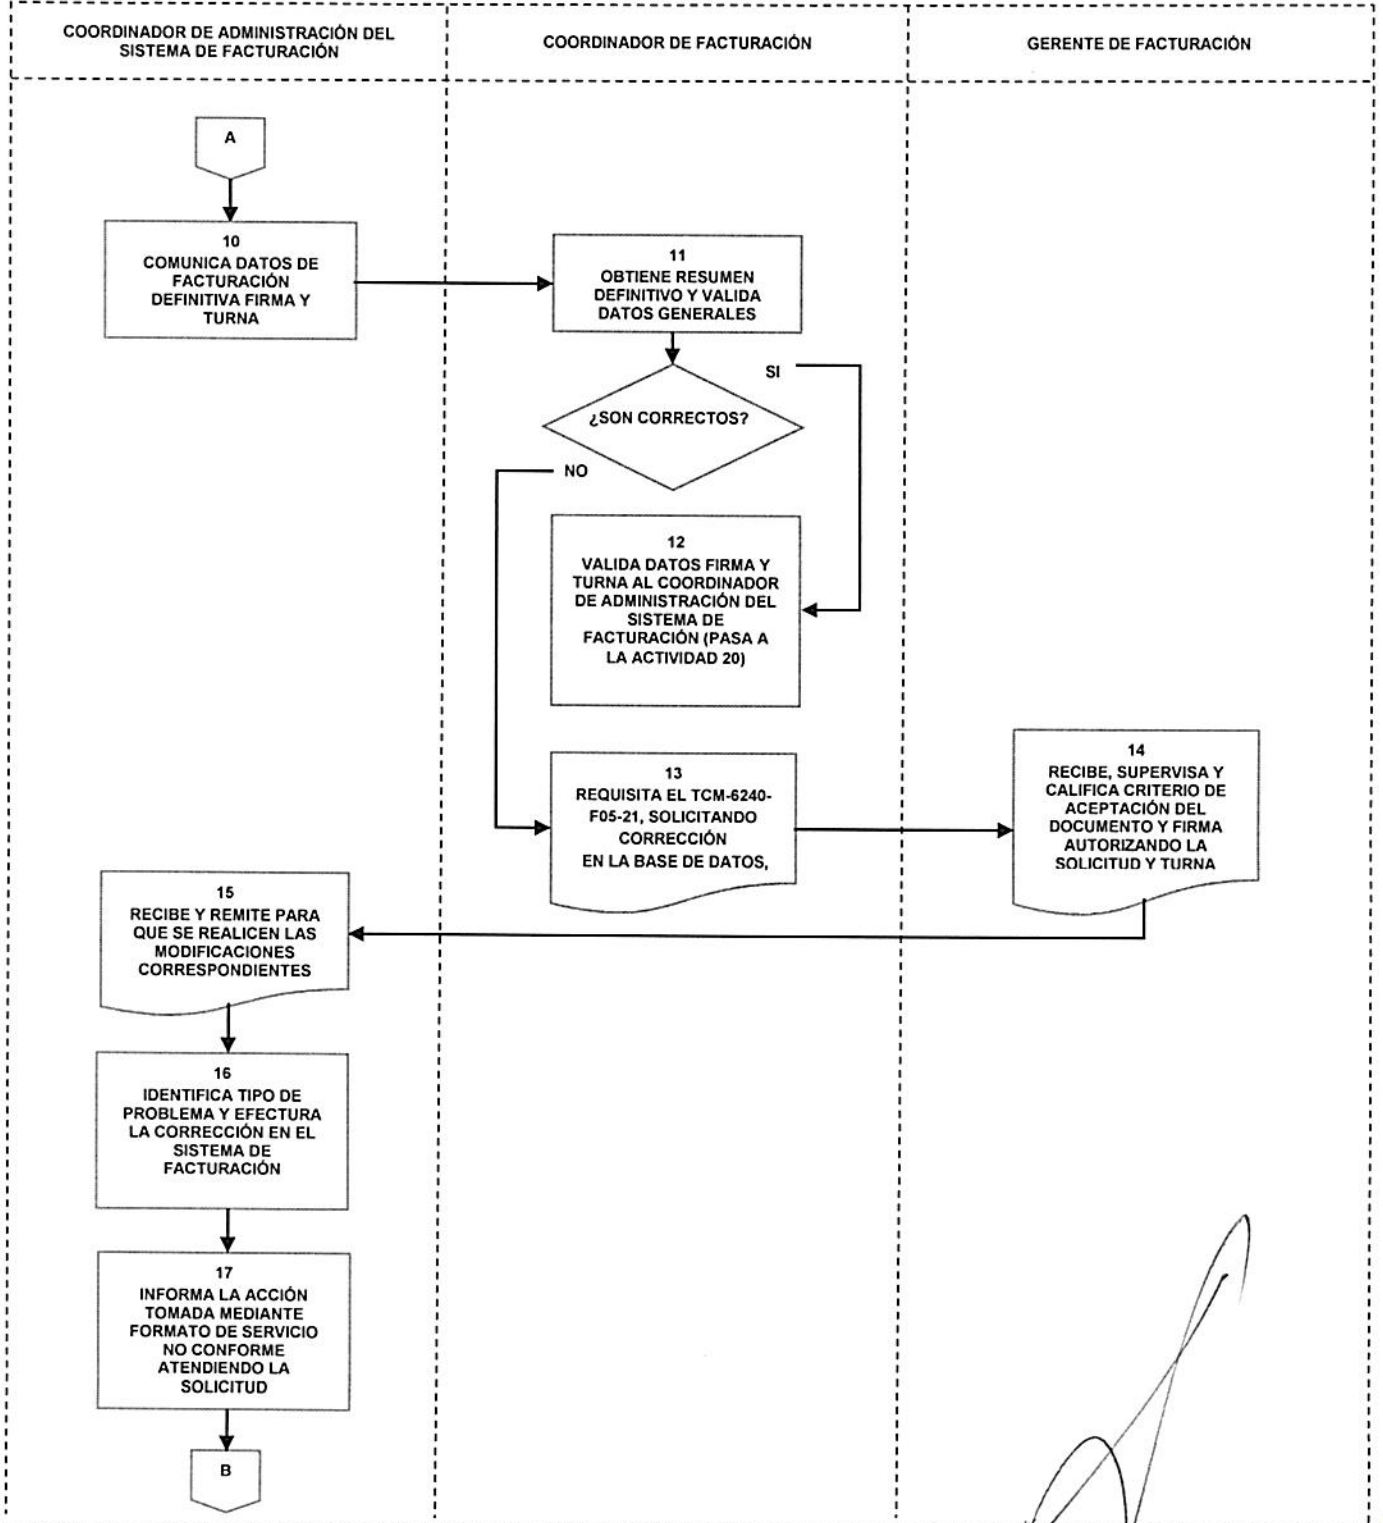 COORDINADOR DE ADMINISTRACIÓN DEL
SISTEMA DE FACTURACIÓN
COORDINADOR DE FACTURACIÓN
GERENTE DE FACTURACIÓN
A
10
COMUNICA DATOS DE
FACTURACIÓN
DEFINITIVA FIRMA Y
TURNA
11
OBTIENE RESUMEN
DEFINITIVO Y VALIDA
DATOS GENERALES
SI
¿SON CORRECTOS?
NO
12
VALIDA DATOS FIRMA Y
TURNA AL COORDINADOR
DE ADMINISTRACIÓN DEL
SISTEMA DE
FACTURACIÓN (PASA A
LA ACTIVIDAD 20)
13
REQUISITA EL TCM-6240-
F05-21, SOLICITANDO
CORRECCIÓN
EN LA BASE DE DATOS,
14
RECIBE, SUPERVISA Y
CALIFICA CRITERIO DE
ACEPTACIÓN DEL
DOCUMENTO Y FIRMA
AUTORIZANDO LA
SOLICITUD Y TURNA
15
RECIBE Y REMITE PARA
QUE SE REALICEN LAS
MODIFICACIONES
CORRESPONDIENTES
16
IDENTIFICA TIPO DE
PROBLEMA Y EFECTURA
LA CORRECCIÓN EN EL
SISTEMA DE
FACTURACIÓN
17
INFORMA LA ACCIÓN
TOMADA MEDIANTE
FORMATO DE SERVICIO
NO CONFORME
ATENDIENDO LA
SOLICITUD
B